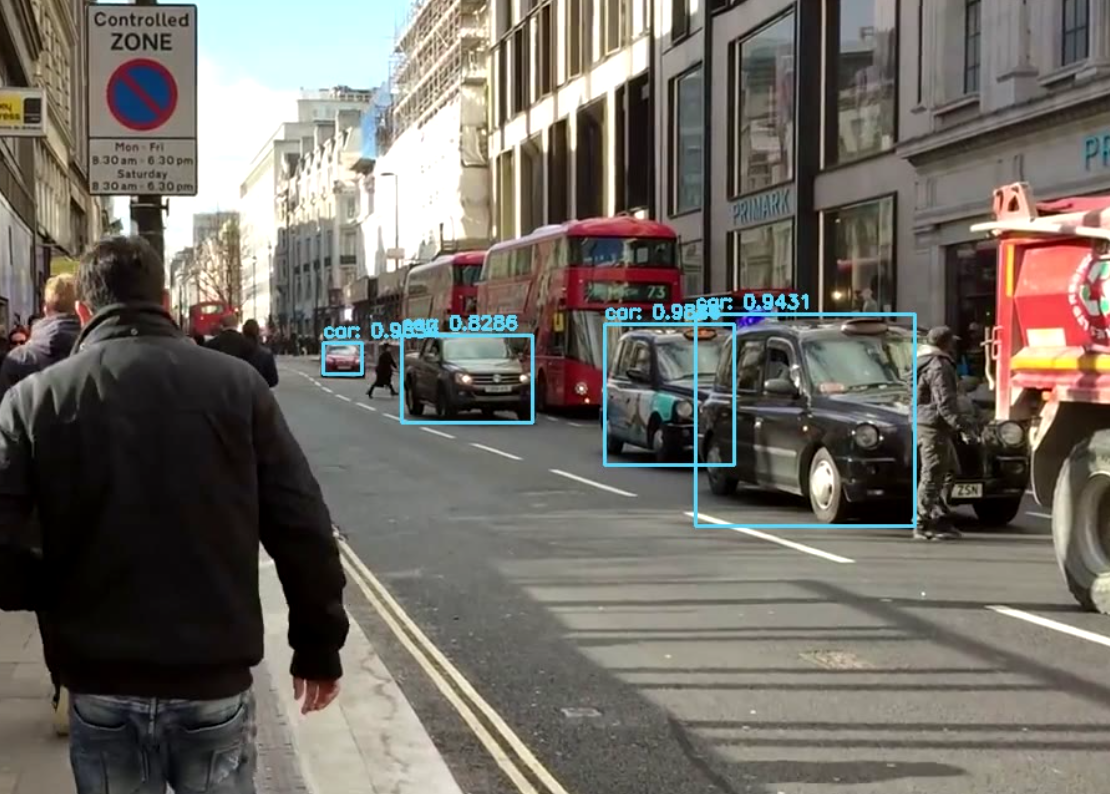 Controlled
ZONE
Mon - Fri
8.30 am - 6.30 pm
Saturday
8.30 am - 6.30 pm
PRIMARK
73
car: 0.8286
car: 0.9431
ZSN